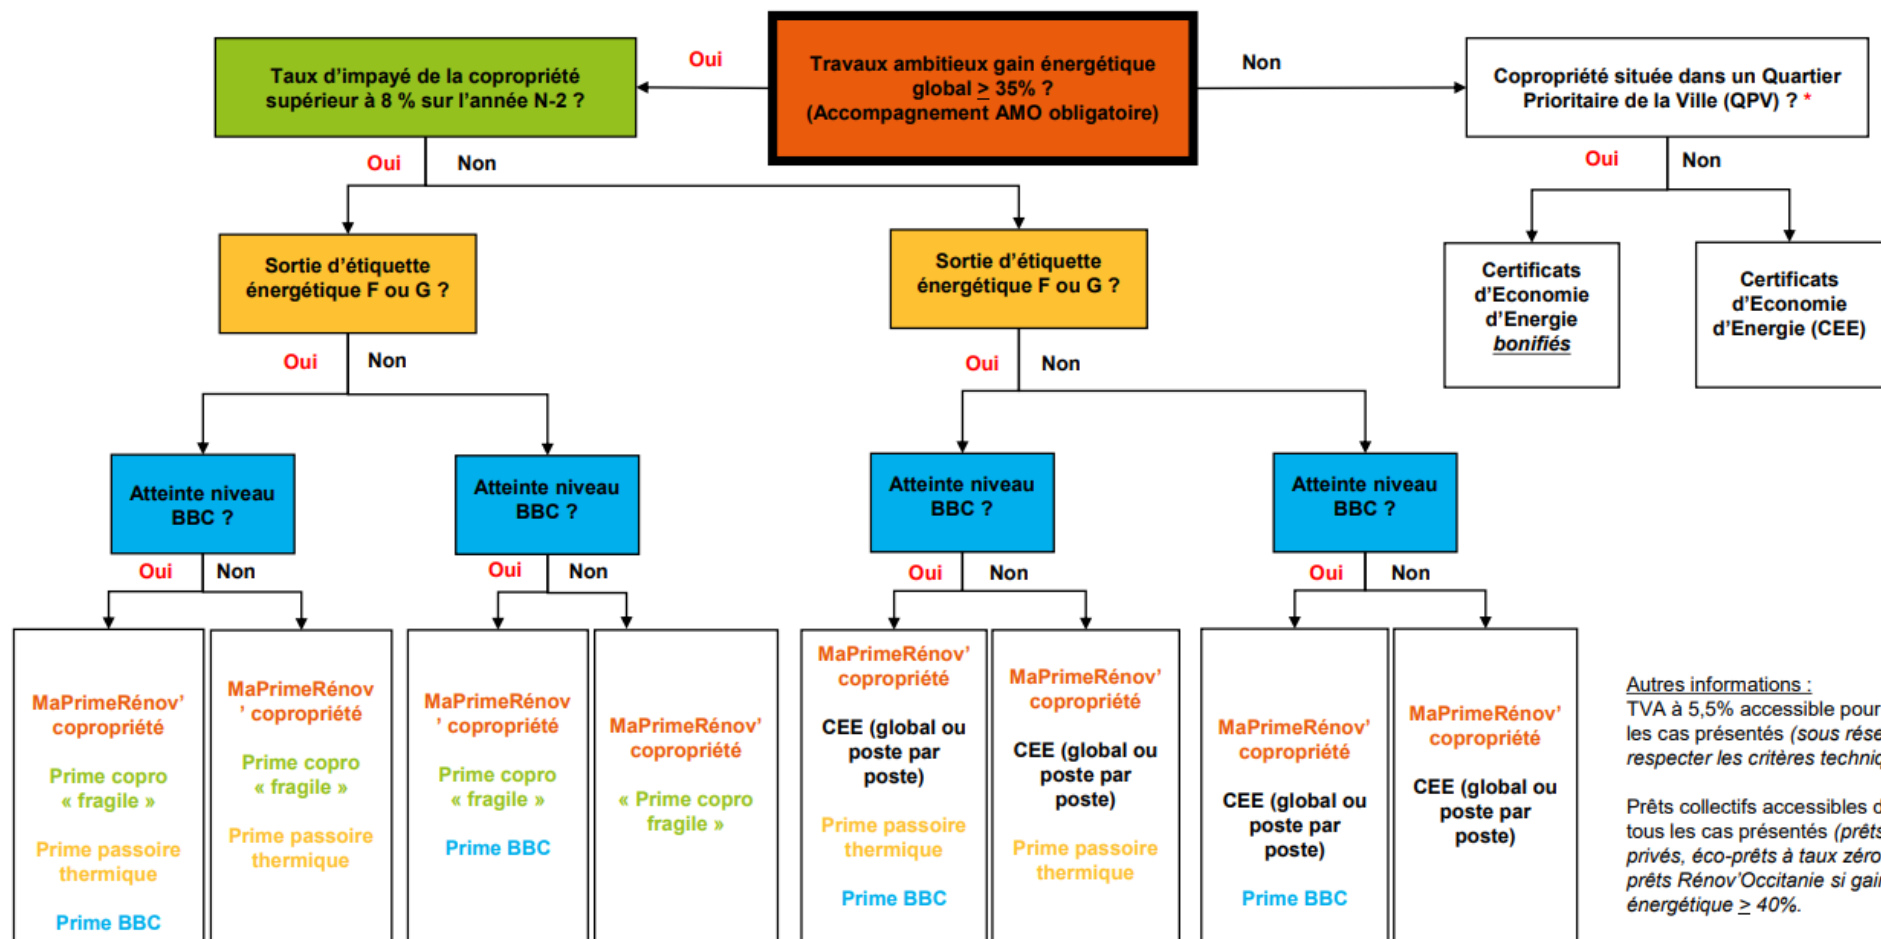 Oui
Travaux ambitieux gain énergétique
global ≥ 35% ?
(Accompagnement AMO obligatoire)
Non
Taux d'impayé de la copropriété
supérieur à 8 % sur l'année N-2 ?
Copropriété située dans un Quartier
Prioritaire de la Ville (QPV) ? *
Oui Non
Oui Non
Sortie d'étiquette
énergétique F ou G ?
Sortie d'étiquette
énergétique F ou G ?
Certificats
d'Economie
d'Energie
bonifiés
Certificats
d'Economie
d'Energie (CEE)
Oui Non
Oui Non
Atteinte niveau
BBC ?
Atteinte niveau
BBC ?
Atteinte niveau
BBC ?
Atteinte niveau
BBC ?
Oui Non
Oui Non
Oui Non
Oui Non
MaPrimeRénov'
copropriété
Prime copro
« fragile »
Prime passoire
thermique
Prime BBC
MaPrimeRénov
' copropriété
Prime copro
« fragile »
Prime passoire
thermique
MaPrimeRénov
' copropriété
Prime copro
« fragile »
Prime BBC
MaPrimeRénov'
copropriété
« Prime copro
fragile »
MaPrimeRénov'
copropriété
CEE (global ou
poste par
poste)
Prime passoire
thermique
Prime BBC
MaPrimeRénov'
copropriété
CEE (global ou
poste par
poste)
Prime passoire
thermique
MaPrimeRénov'
copropriété
CEE (global ou
poste par
poste)
Prime BBC
MaPrimeRénov'
copropriété
CEE (global ou
poste par
poste)
Autres informations :
TVA à 5,5% accessible pour
les cas présentés (sous rése
respecter les critères techniq
Prêts collectifs accessibles d
tous les cas présentés (prêts
privés, éco-prêts à taux zéro
prêts Rénov'Occitanie si gain
énergétique ≥ 40%.